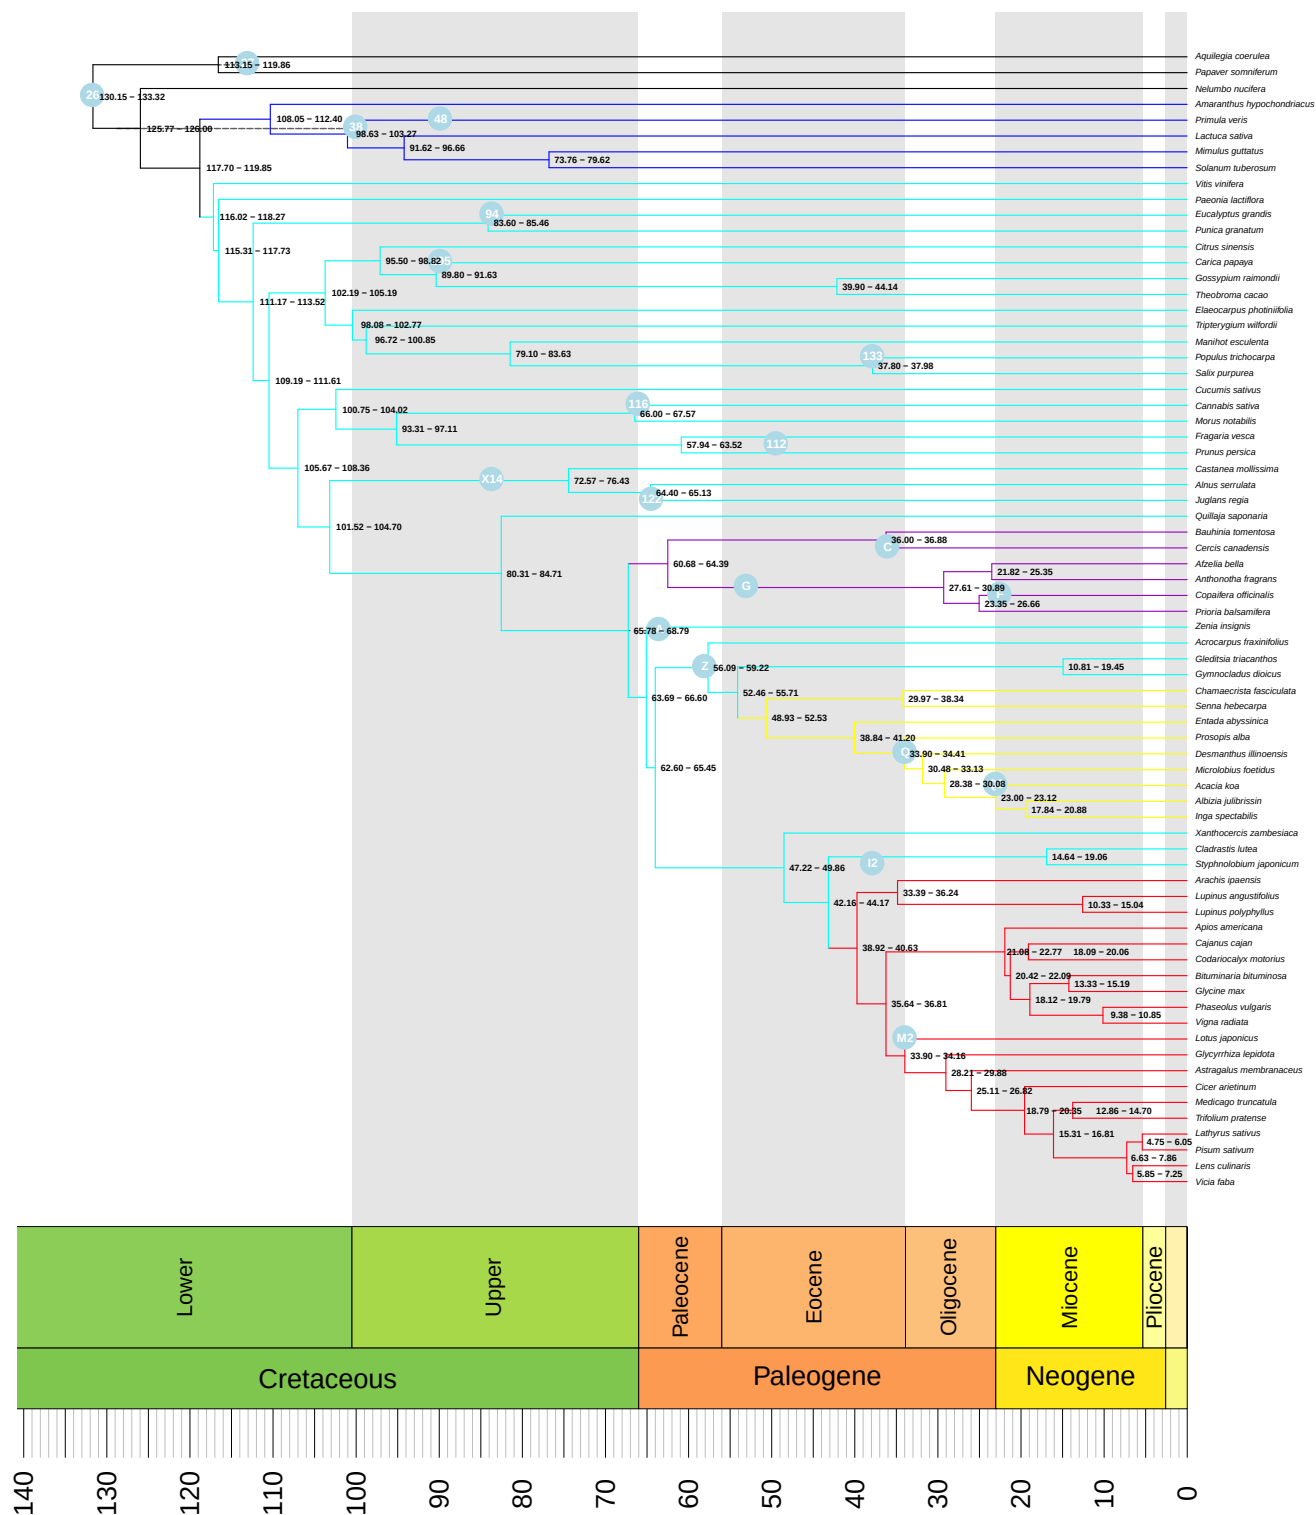 Aquilegia coerulea
113.15 − 119.86
Papaver somniferum
Nelumbo nucifera
26
130.15 − 133.32
Amaranthus hypochondriacus
108.05 − 112.40
48
Primula veris
125.77 − 126.00
38
98.63 − 103.27
Lactuca sativa
91.62 − 96.66
Mimulus guttatus
73.76 − 79.62
Solanum tuberosum
117.70 − 119.85
Vitis vinifera
Paeonia lactiflora
116.02 − 118.27
94
Eucalyptus grandis
83.60 − 85.46
Punica granatum
115.31 − 117.73
Citrus sinensis
95.50 − 98.82
Carica papaya
89.80 − 91.63
Gossypium raimondii
39.90 − 44.14
102.19 − 105.19
Theobroma cacao
111.17 − 113.52
Elaeocarpus photiniifolia
98.08 − 102.77
Tripterygium wilfordii
96.72 − 100.85
Manihot esculenta
79.10 − 83.63
133
Populus trichocarpa
37.80 − 37.98
Salix purpurea
109.19 − 111.61
Cucumis sativus
100.75 − 104.02
116
Cannabis sativa
66.00 − 67.57
Morus notabilis
93.31 − 97.11
Fragaria vesca
57.94 − 63.52
112
Prunus persica
105.67 − 108.36
Castanea mollissima
X14
72.57 − 76.43
Alnus serrulata
64.40 − 65.13
122
Juglans regia
101.52 − 104.70
Quillaja saponaria
Bauhinia tomentosa
36.00 − 36.88
C
Cercis canadensis
60.68 − 64.39
Afzelia bella
80.31 − 84.71
21.82 − 25.35
Anthonotha fragrans
G
27.61 − 30.89
Copaifera officinalis
23.35 − 26.66
Prioria balsamifera
65.78 − 68.79
Zenia insignis
Acrocarpus fraxinifolius
Z
56.09 − 59.22
Gleditsia triacanthos
10.81 − 19.45
Gymnocladus dioicus
63.69 − 66.60
52.46 − 55.71
Chamaecrista fasciculata
29.97 − 38.34
Senna hebecarpa
48.93 − 52.53
Entada abyssinica
38.84 − 41.20
Prosopis alba
Q
33.90 − 34.41
Desmanthus illinoensis
62.60 − 65.45
30.48 − 33.13
Microlobius foetidus
28.38 − 30.08
Acacia koa
23.00 − 23.12
Albizia julibrissin
17.84 − 20.88
Inga spectabilis
Xanthocercis zambesiaca
Cladrastis lutea
47.22 − 49.86
I2
14.64 − 19.06
Styphnolobium japonicum
Arachis ipaensis
33.39 − 36.24
Lupinus angustifolius
42.16 − 44.17
10.33 − 15.04
Lupinus polyphyllus
Apios americana
38.92 − 40.63
Cajanus cajan
21.08 − 22.77
18.09 − 20.06
Codariocalyx motorius
20.42 − 22.09
Bituminaria bituminosa
13.33 − 15.19
Glycine max
35.64 − 36.81
18.12 − 19.79
Phaseolus vulgaris
9.38 − 10.85
Vigna radiata
M2
Lotus japonicus
33.90 − 34.16
Glycyrrhiza lepidota
28.21 − 29.88
Astragalus membranaceus
25.11 − 26.82
Cicer arietinum
Medicago truncatula
18.79 − 20.35
12.86 − 14.70
Trifolium pratense
15.31 − 16.81
Lathyrus sativus
4.75 − 6.05
Pisum sativum
6.63 − 7.86
Lens culinaris
5.85 − 7.25
Vicia faba
Lower
Upper
Paleocene
Eocene
Oligocene
Miocene
Pliocene
Cretaceous
Paleogene
Neogene
140
130
120
110
100
90
80
70
60
50
40
30
20
10
0